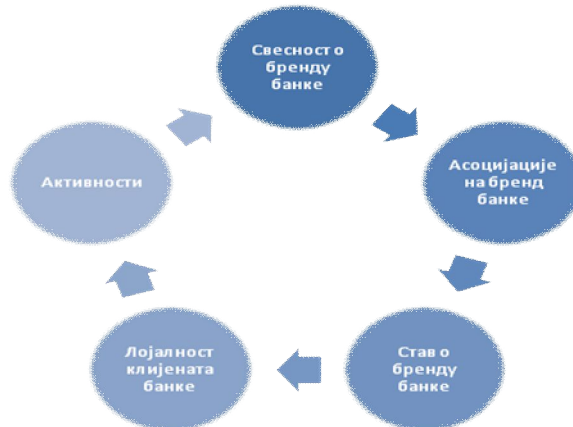 Свесност о
бренду
банке
Асоцијације
на бренд
банке
Став о
бренду
банке
Лојалност
клијената
банке
Активности